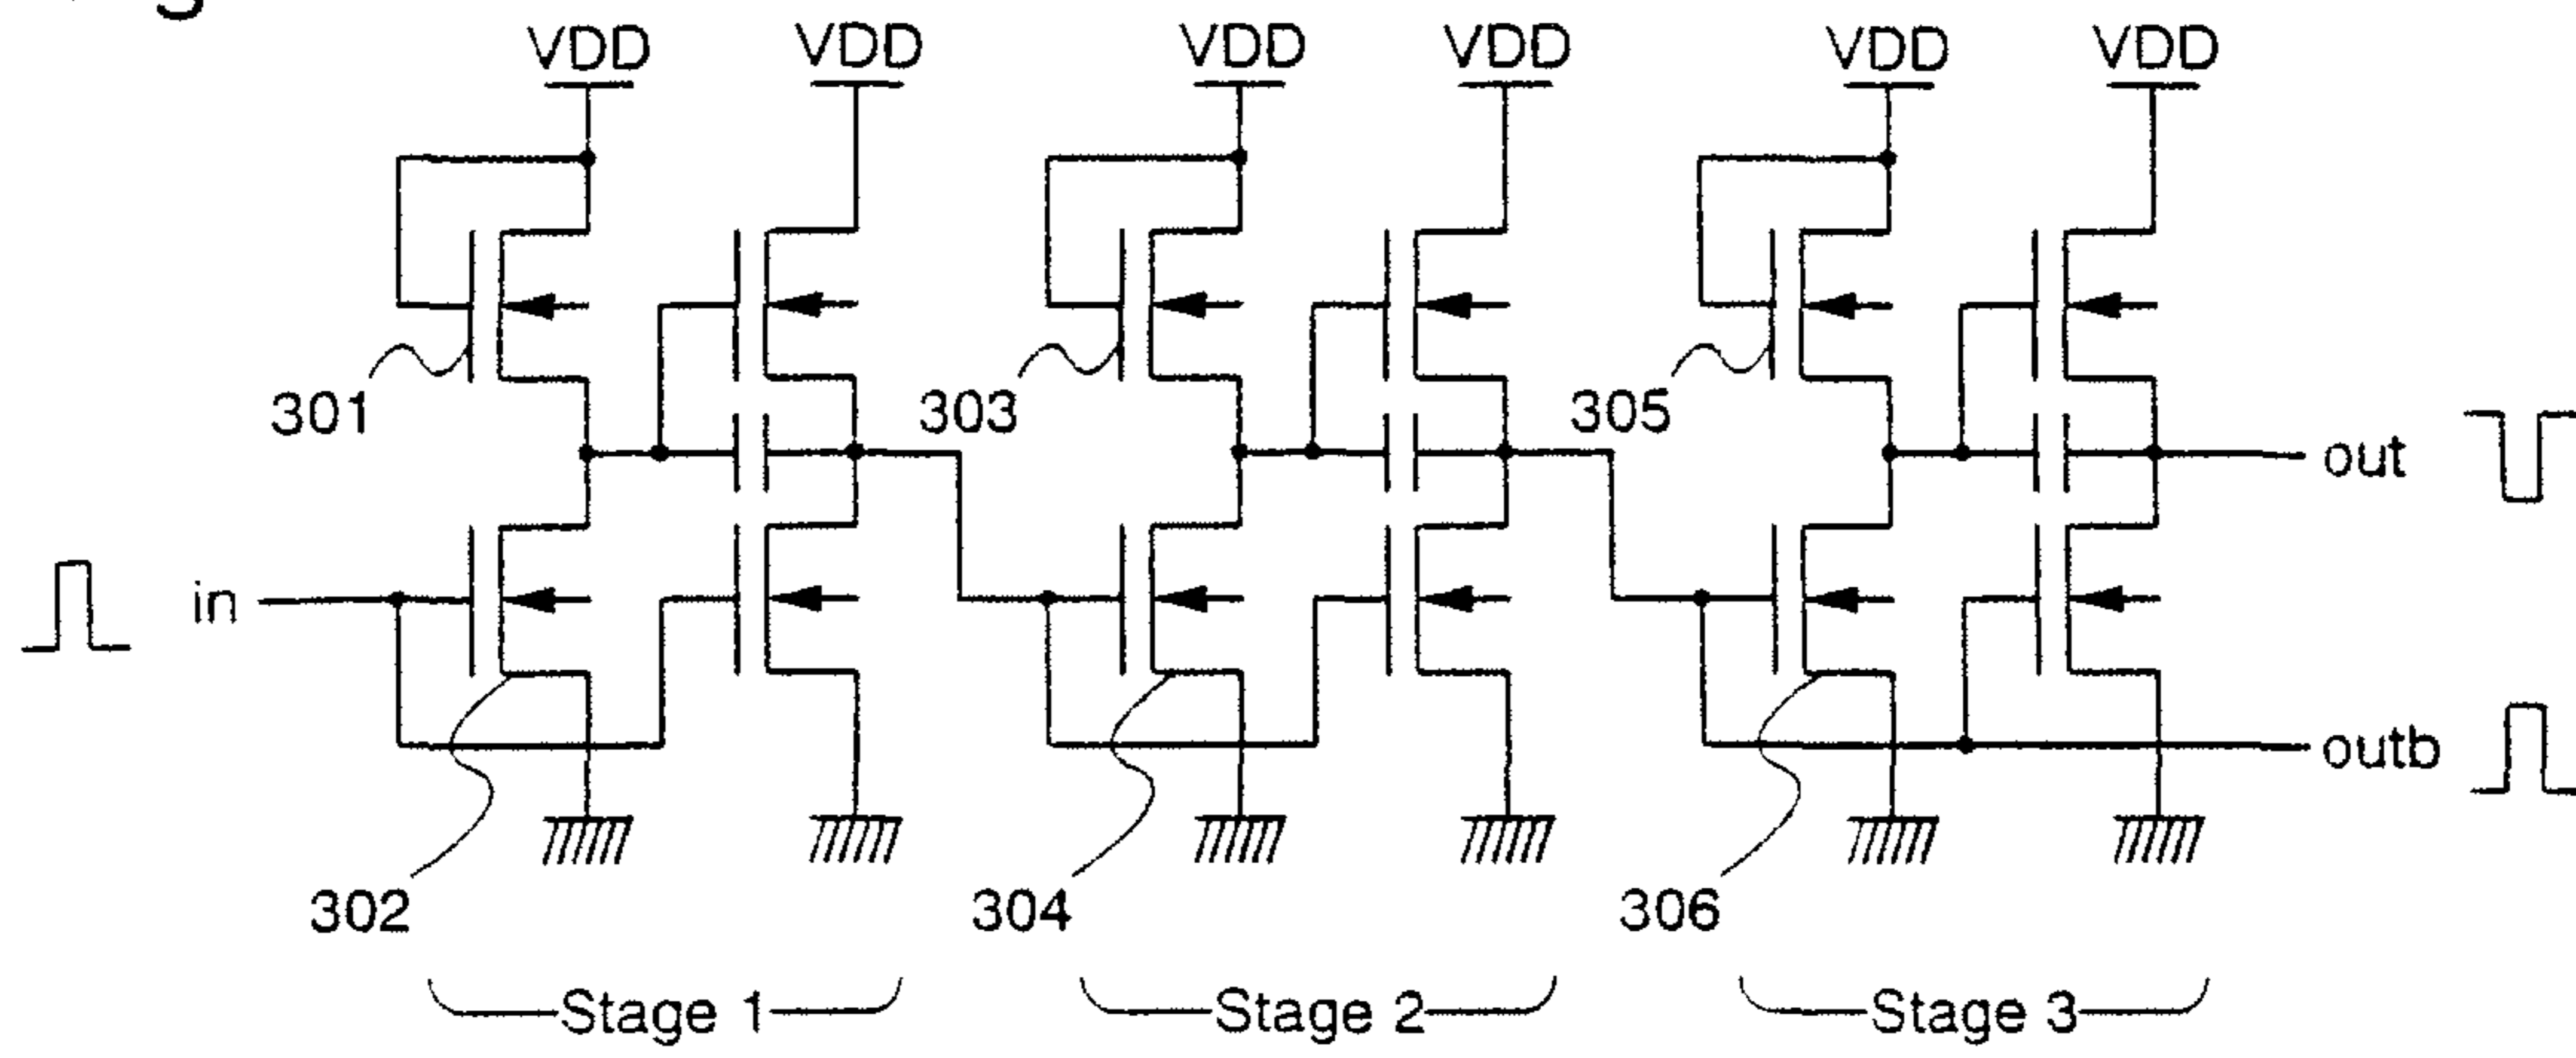 VDD VDD VDD VDD VDD VDD
301 303 305
out
in
outb
302 304 306
Stage 1 Stage 2 Stage 3